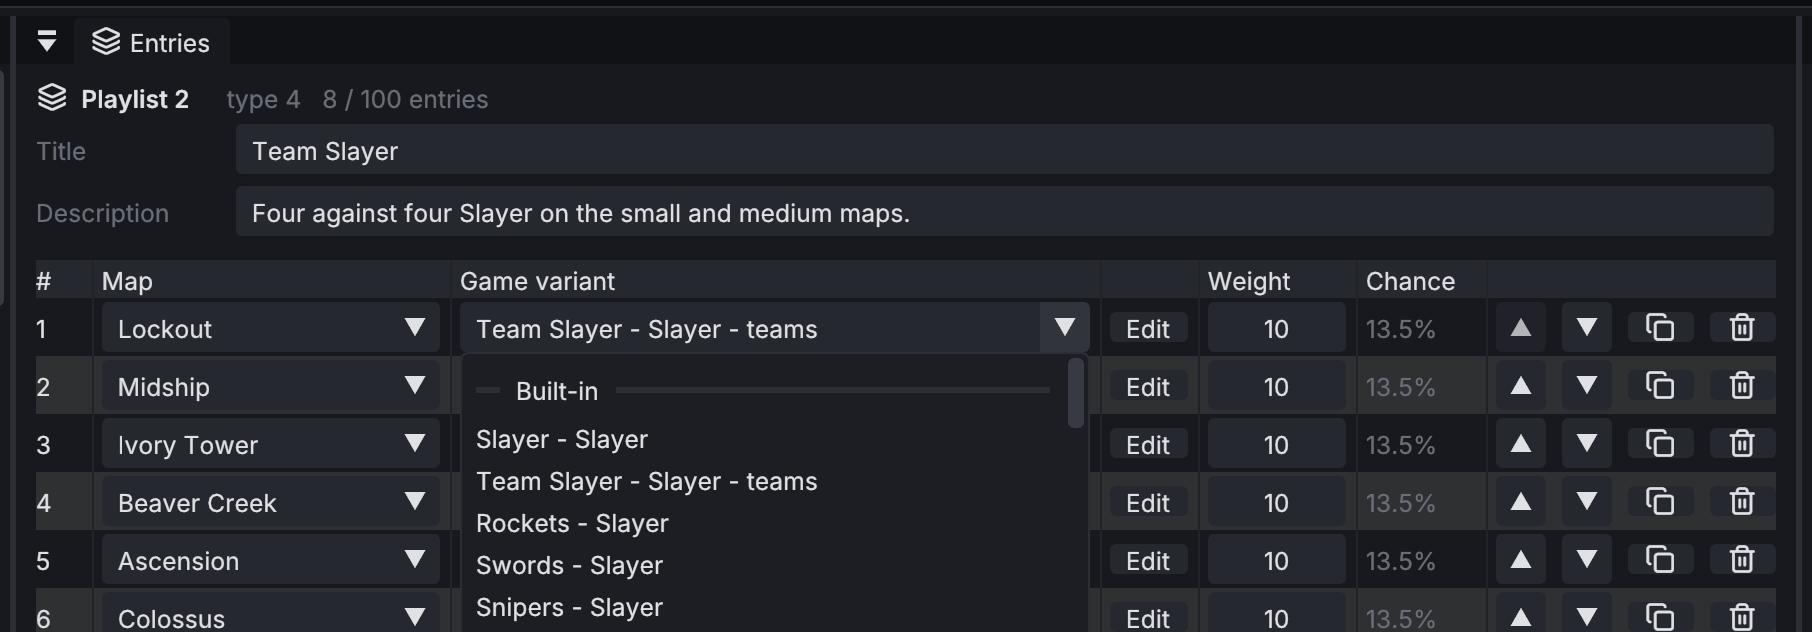 Entries
Playlist 2 type 4 8 / 100 entries
Title Team Slayer
Description Four against four Slayer on the small and medium maps.
# Map Game variant Weight Chance
1 Lockout Team Slayer - Slayer - teams Edit 10 13.5%
Built-in
2 Midship Edit 10 13.5%
Slayer - Slayer
3 Ivory Tower Edit 10 13.5%
Team Slayer - Slayer - teams
4 Beaver Creek Edit 10 13.5%
Rockets - Slayer
5 Ascension Swords - Slayer Edit 10 13.5%
6 Colossus Snipers - Slayer Edit 10 13.5%